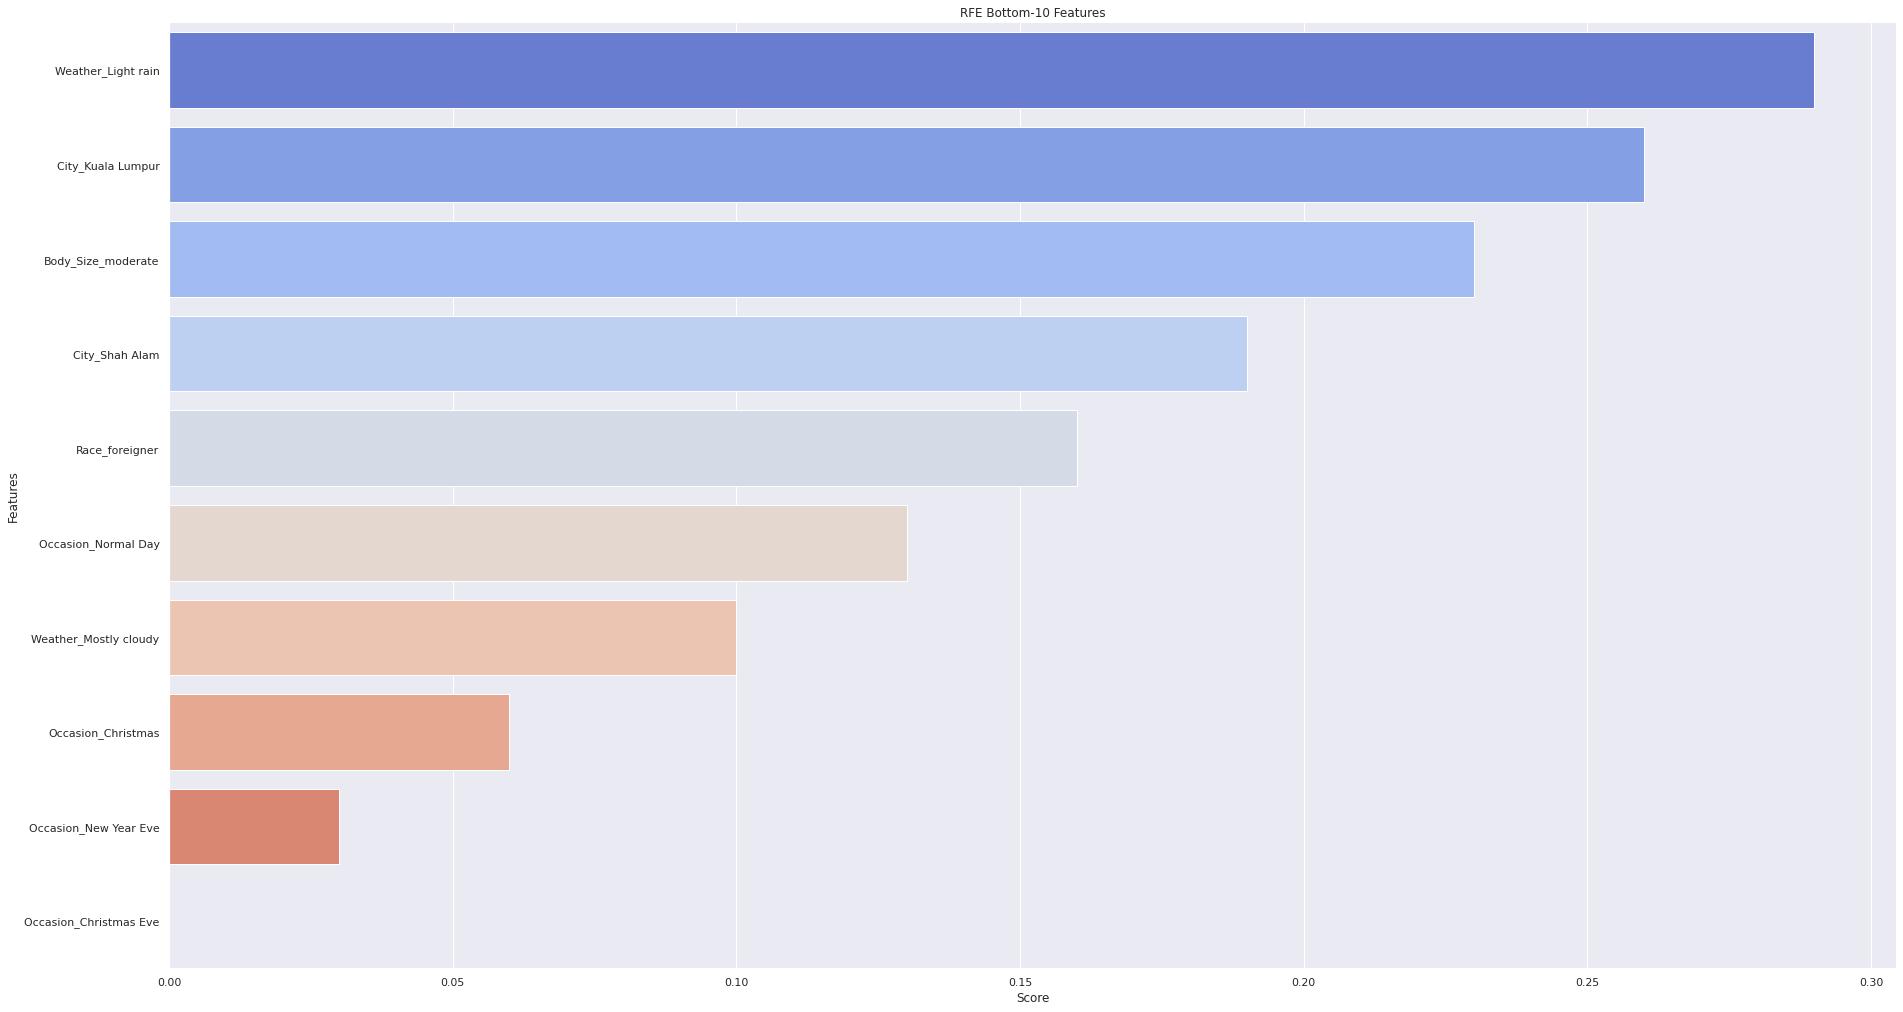 RFE Bottom-10 Features
Weather_Light rain
City_Kuala Lumpur
Body_Size_moderate
City_Shah Alam
Race_foreigner
Occasion_Normal Day
Weather_Mostly cloudy
Occasion_Christmas
Occasion_New Year Eve
Occasion_Christmas Eve
Features
0.00 0.05 0.10 0.15 0.20 0.25 0.30
Score